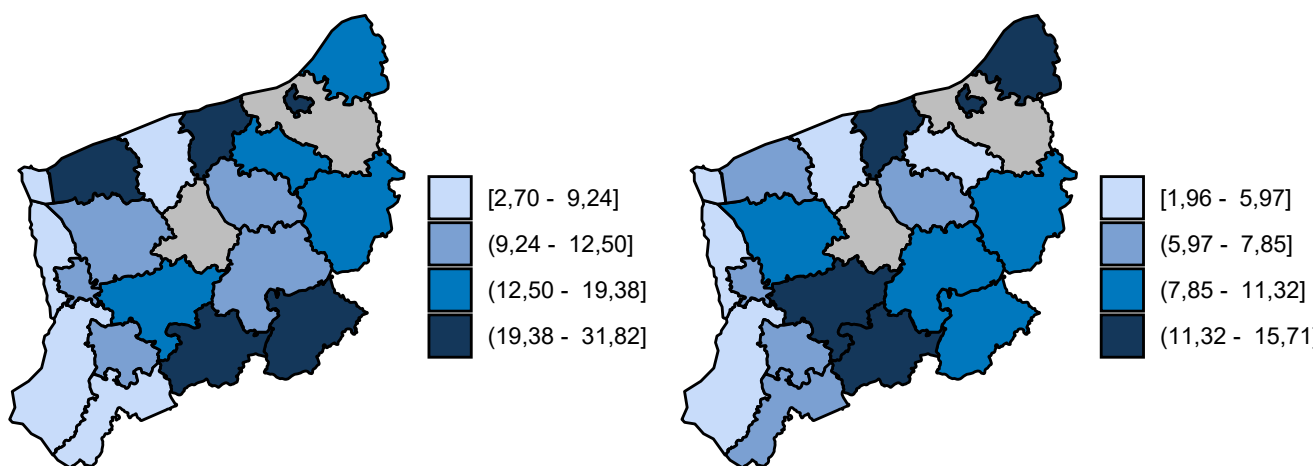 [2,70 - 9,24]
(9,24 - 12,50]
(12,50 - 19,38]
(19,38 - 31,82]
[1,96 - 5,97]
(5,97 - 7,85]
(7,85 - 11,32]
(11,32 - 15,71]